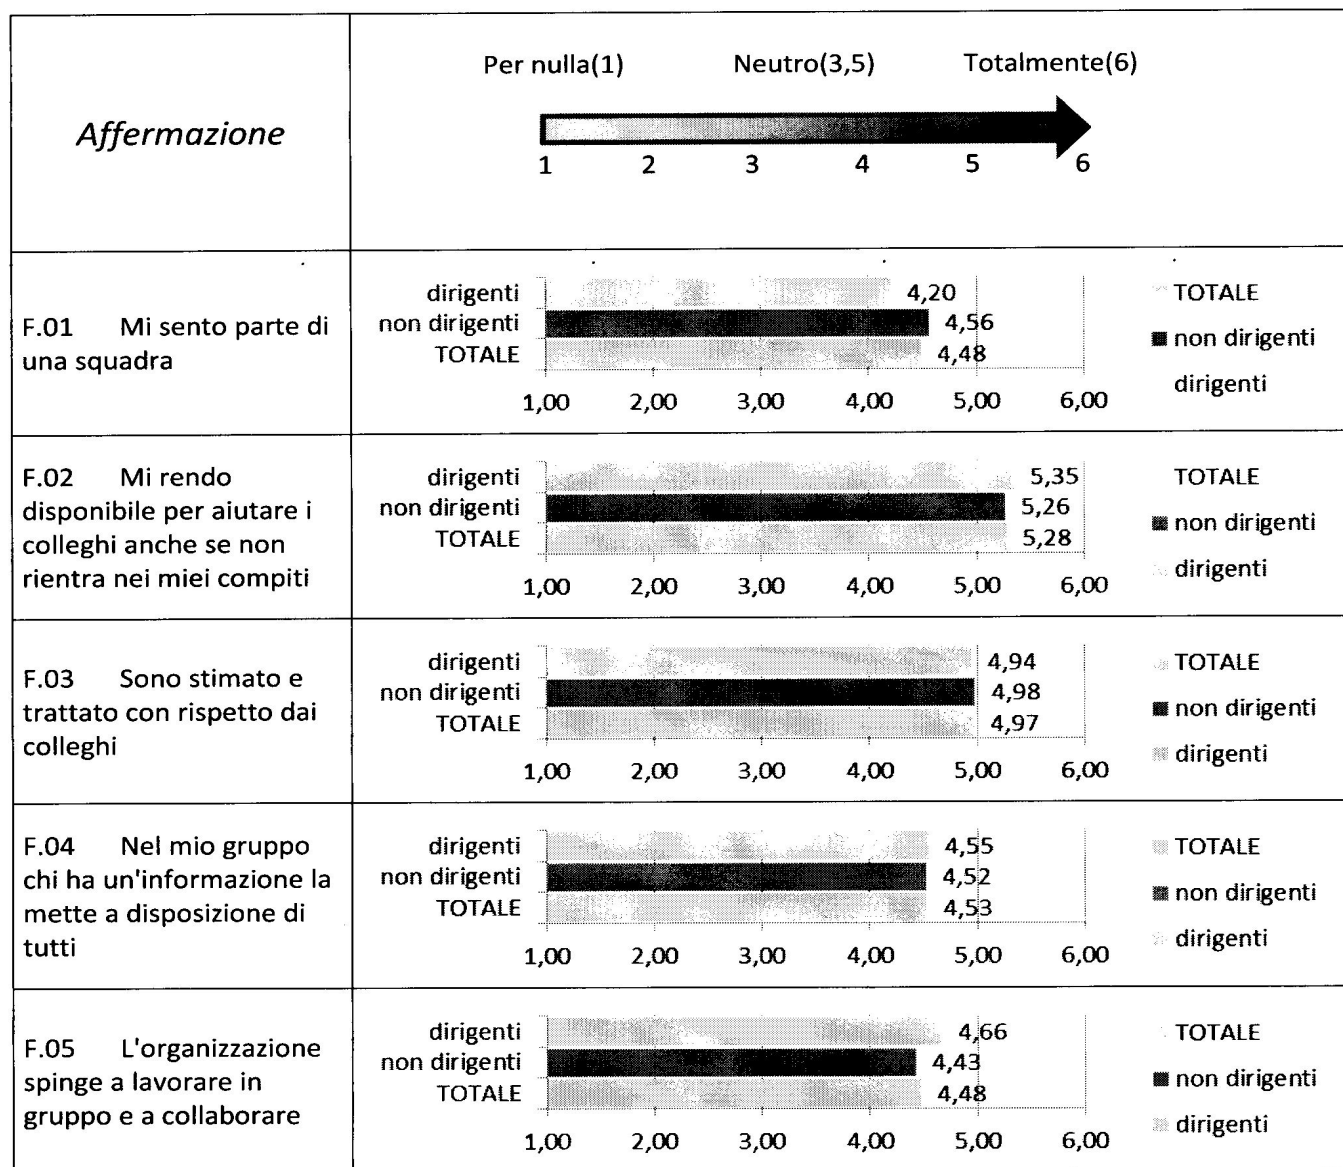 Affermazione
Per nulla(1) Neutro(3,5) Totalmente(6)
1 2 3 4 5 6
F.01 Mi sento parte di
una squadra
dirigenti 4,20
non dirigenti 4,56
TOTALE 4,48
1,00 2,00 3,00 4,00 5,00 6,00
TOTALE
non dirigenti
dirigenti
F.02 Mi rendo
disponibile per aiutare i
colleghi anche se non
rientra nei miei compiti
dirigenti 5,35
non dirigenti 5,26
TOTALE 5,28
1,00 2,00 3,00 4,00 5,00 6,00
TOTALE
non dirigenti
dirigenti
F.03 Sono stimato e
trattato con rispetto dai
colleghi
dirigenti 4,94
non dirigenti 4,98
TOTALE 4,97
1,00 2,00 3,00 4,00 5,00 6,00
TOTALE
non dirigenti
dirigenti
F.04 Nel mio gruppo
chi ha un'informazione la
mette a disposizione di
tutti
dirigenti 4,55
non dirigenti 4,52
TOTALE 4,53
1,00 2,00 3,00 4,00 5,00 6,00
TOTALE
non dirigenti
dirigenti
F.05 L'organizzazione
spinge a lavorare in
gruppo e a collaborare
dirigenti 4,66
non dirigenti 4,43
TOTALE 4,48
1,00 2,00 3,00 4,00 5,00 6,00
TOTALE
non dirigenti
dirigenti